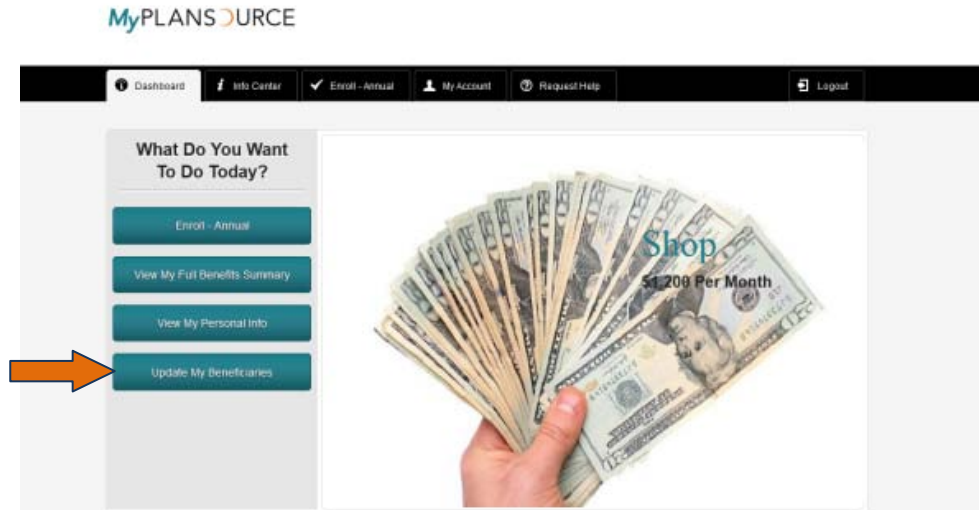 MyPLANSOURCE
Dashboard
Info Center
Enroll - Annual
My Account
Request Help
Logout
What Do You Want
To Do Today?
Enroll - Annual
View My Full Benefits Summary
View My Personal Info
Update My Beneficiaries
Shop
$1,200 Per Month